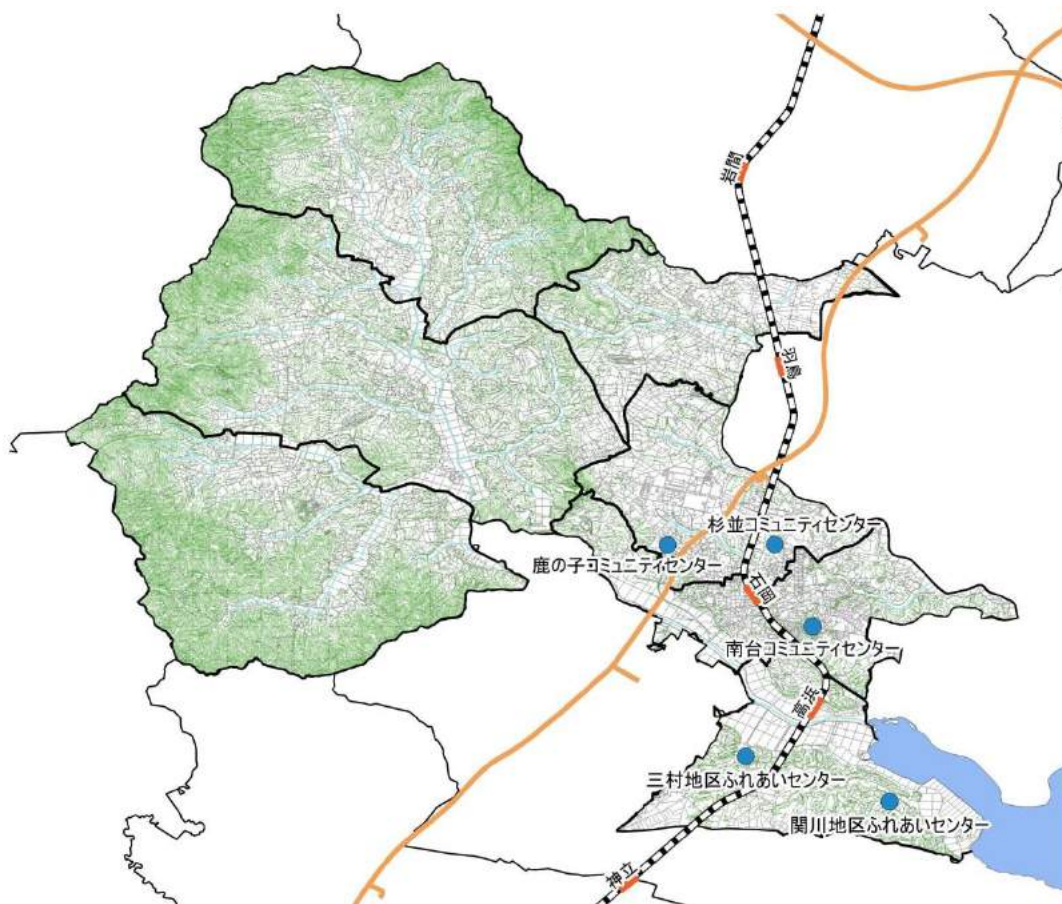 岩間
羽鳥
杉並コミュニティセンター
鹿の子コミュニティセンター
石岡
南台コミュニティセンター
高浜
三村地区ふれあいセンター
関川地区ふれあいセンター
神立